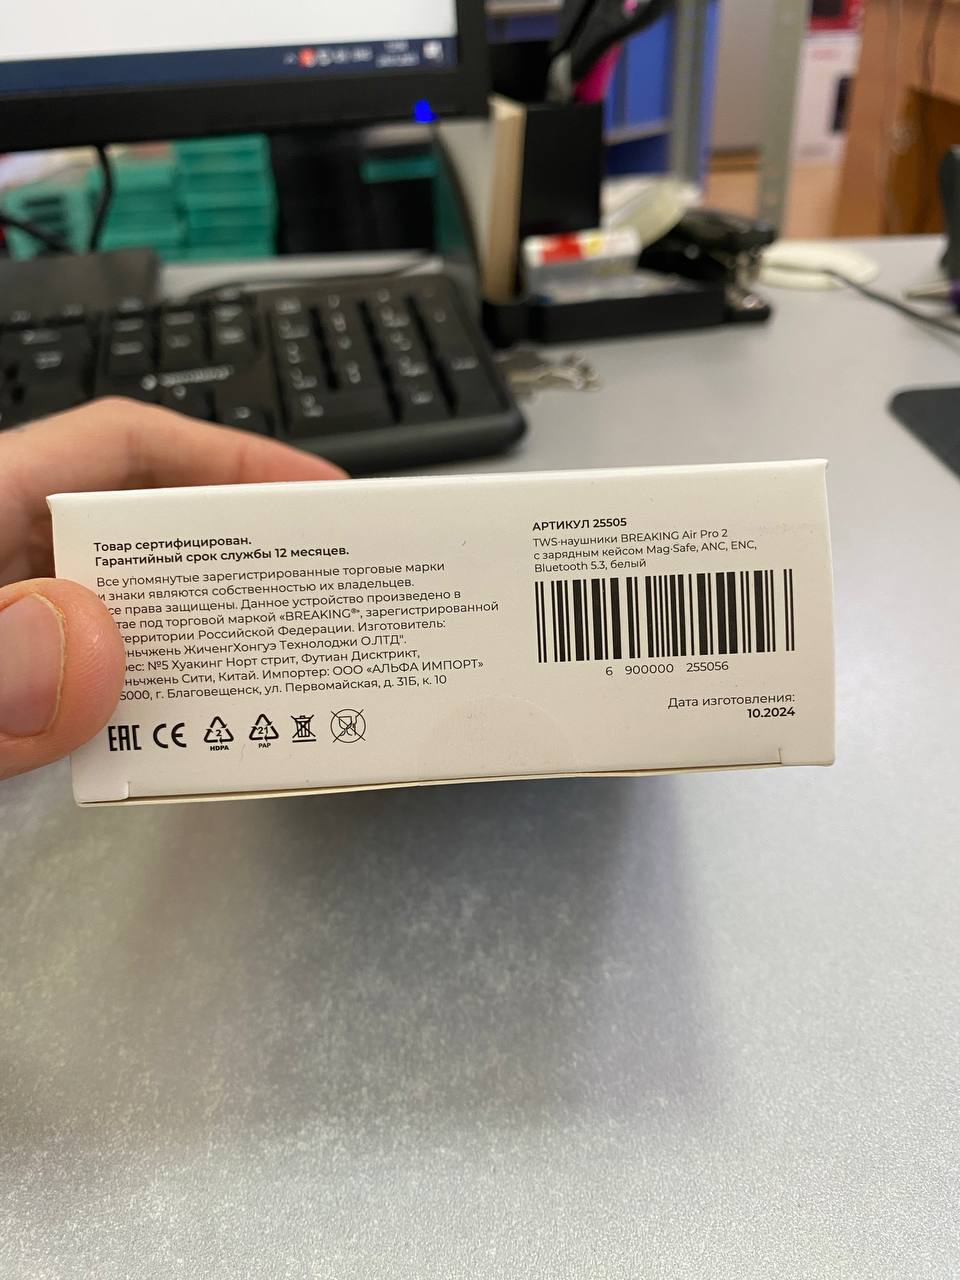 Товар сертифицирован.
Гарантийный срок службы 12 месяцев.
Все упомянутые зарегистрированные торговые марки
и знаки являются собственностью их владельцев.
се права защищены. Данное устройство произведено в
тае под торговой маркой «BREAKING®», зарегистрированной
территории Российской Федерации. Изготовитель:
ньчжень ЖиченгХонгуэ Технолоджи О.ЛТД".
рес: №5 Хуакинг Норт стрит, Футиан Дисктрикт,
ньчжень Сити, Китай. Импортер: ООО «АЛЬФА ИМПОРТ»
5000, г. Благовещенск, ул. Первомайская, д. 31Б, к. 10
EAC CE 2 HDPA 21 PAP
АРТИКУЛ 25505
TWS-наушники BREAKING Air Pro 2
с зарядным кейсом Mag-Safe, ANC, ENC,
Bluetooth 5.3, белый
6 900000 255056
Дата изготовления:
10.2024